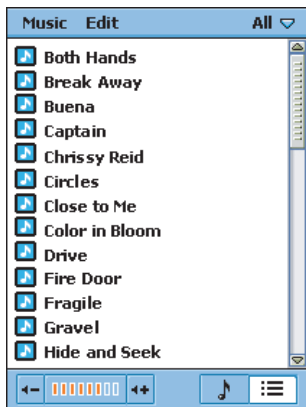 Music Edit All
Both Hands
Break Away
Buena
Captain
Chrissy Reid
Circles
Close to Me
Color in Bloom
Drive
Fire Door
Fragile
Gravel
Hide and Seek